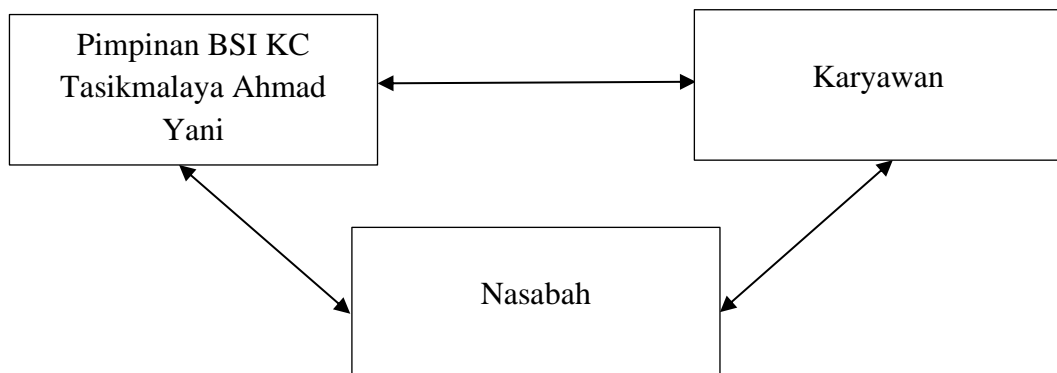 Pimpinan BSI KC
Tasikmalaya Ahmad
Yani
Karyawan
Nasabah